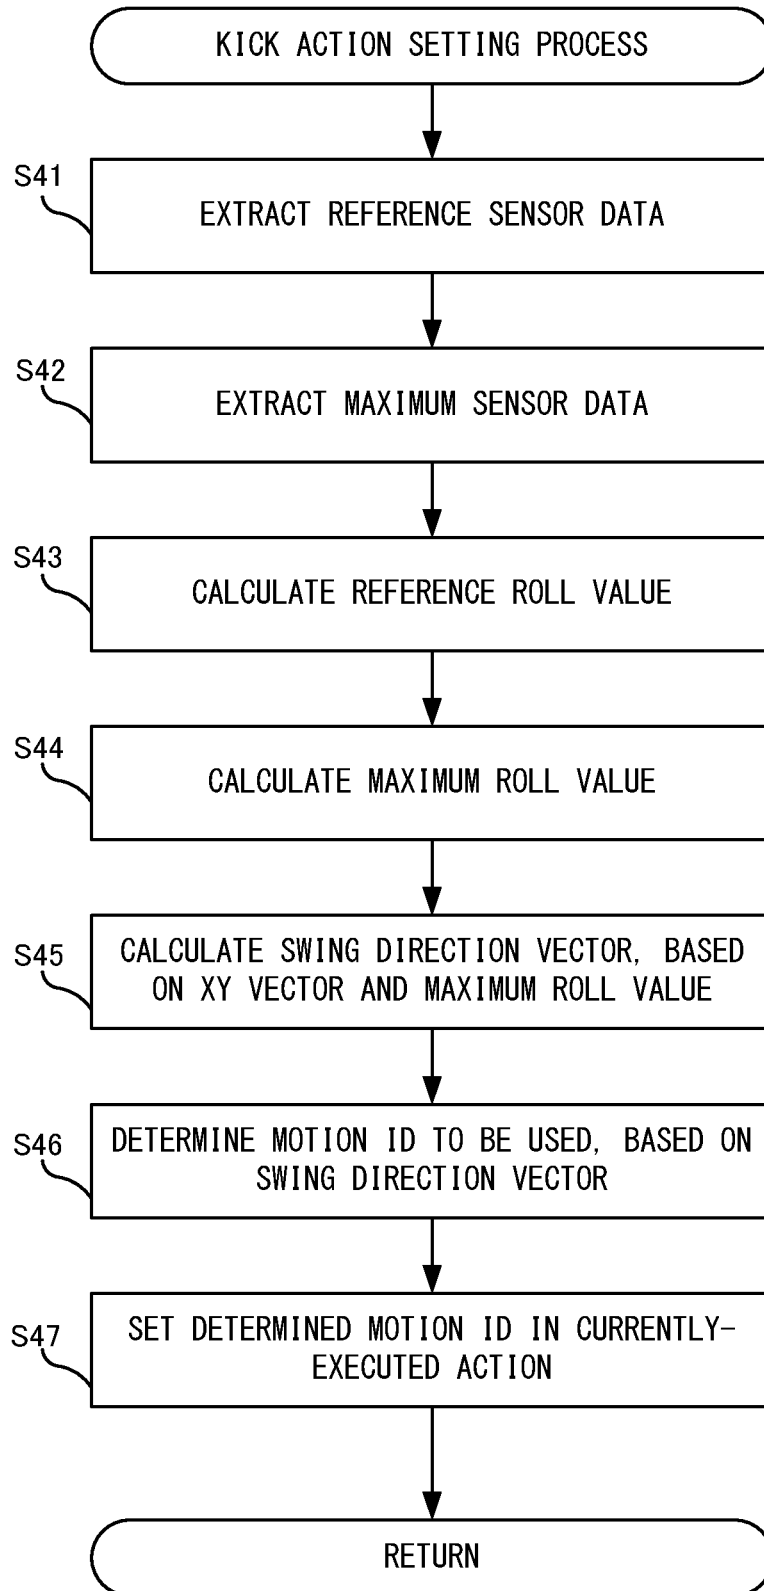 KICK ACTION SETTING PROCESS
S41
EXTRACT REFERENCE SENSOR DATA
S42
EXTRACT MAXIMUM SENSOR DATA
S43
CALCULATE REFERENCE ROLL VALUE
S44
CALCULATE MAXIMUM ROLL VALUE
S45
CALCULATE SWING DIRECTION VECTOR, BASED
ON XY VECTOR AND MAXIMUM ROLL VALUE
S46
DETERMINE MOTION ID TO BE USED, BASED ON
SWING DIRECTION VECTOR
S47
SET DETERMINED MOTION ID IN CURRENTLY-
EXECUTED ACTION
RETURN